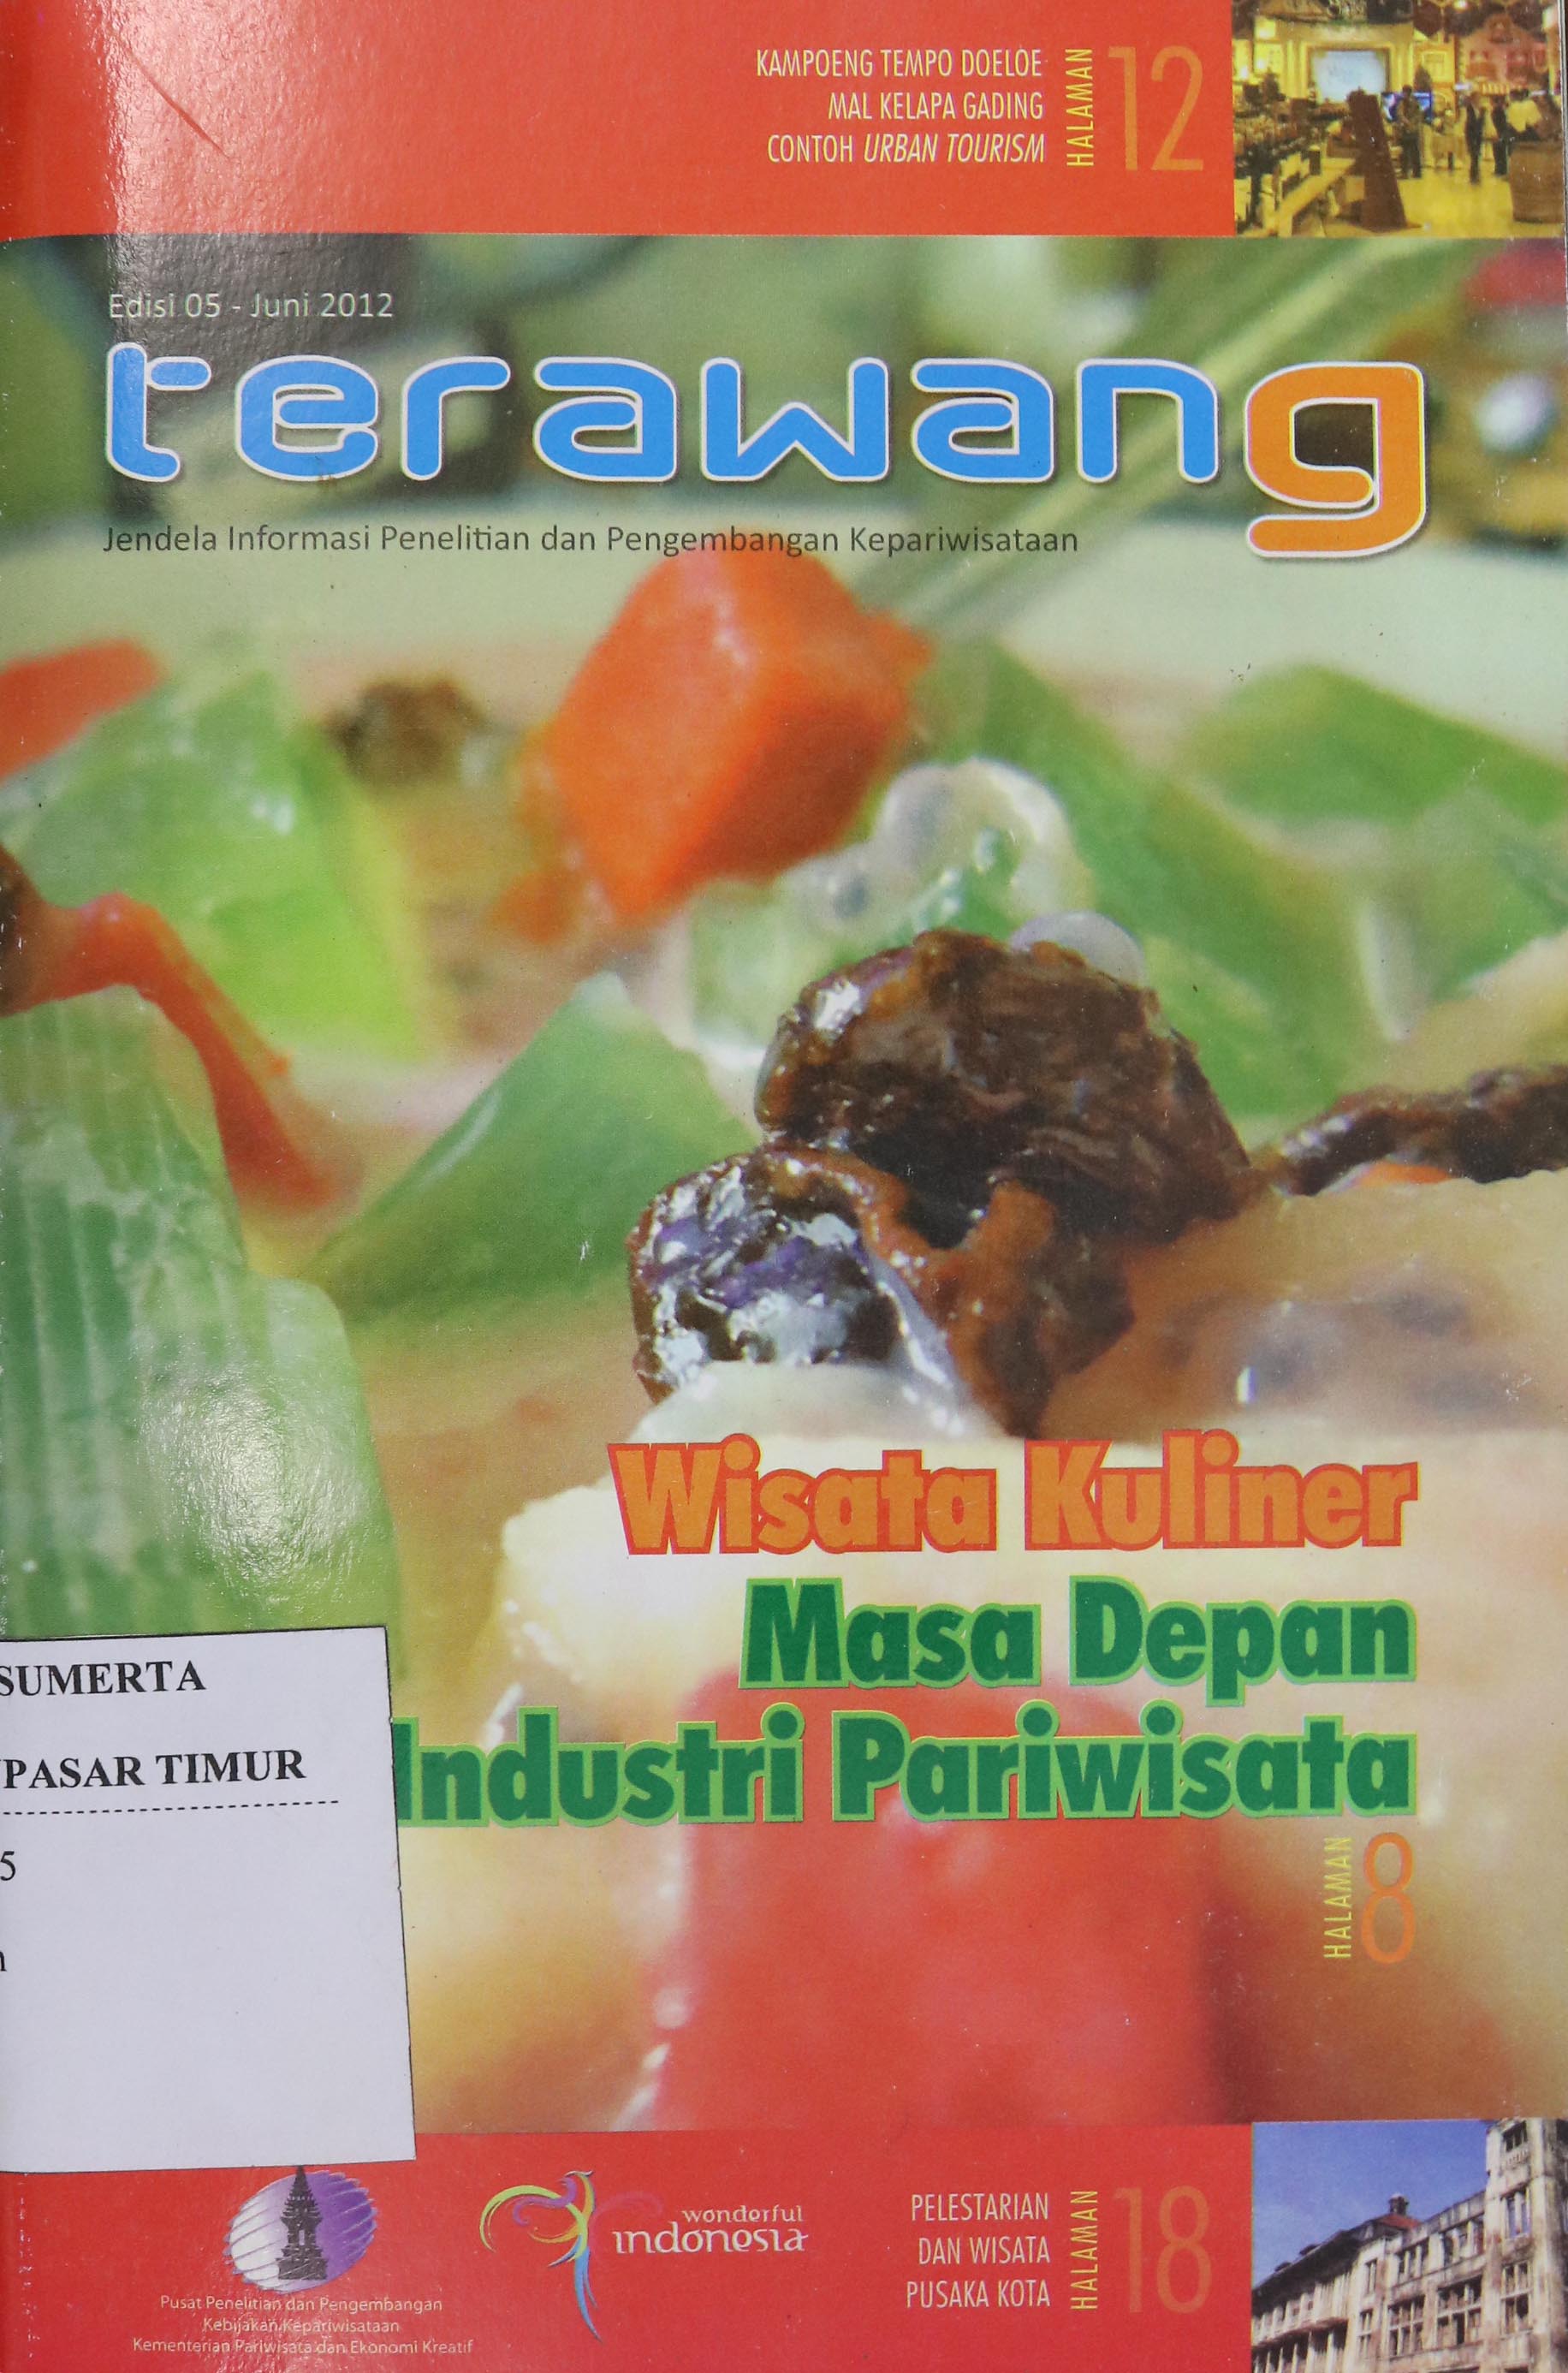 KAMPOENG TEMPO DOELOE
MAL KELAPA GADING
CONTOH URBAN TOURISM
HALAMAN 12
Edisi 05 - Juni 2012
terawang
Jendela Informasi Penelitian dan Pengembangan Kepariwisataan
Wisata Kuliner
Masa Depan
Industri Pariwisata
HALAMAN 8
SUMERTA
PASAR TIMUR
5
Pusat Penelitian dan Pengembangan
Kebijakan Kepariwisataan
Kementerian Pariwisata dan Ekonomi Kreatif
wonderful
indonesia
PELESTARIAN
DAN WISATA
PUSAKA KOTA
HALAMAN 18